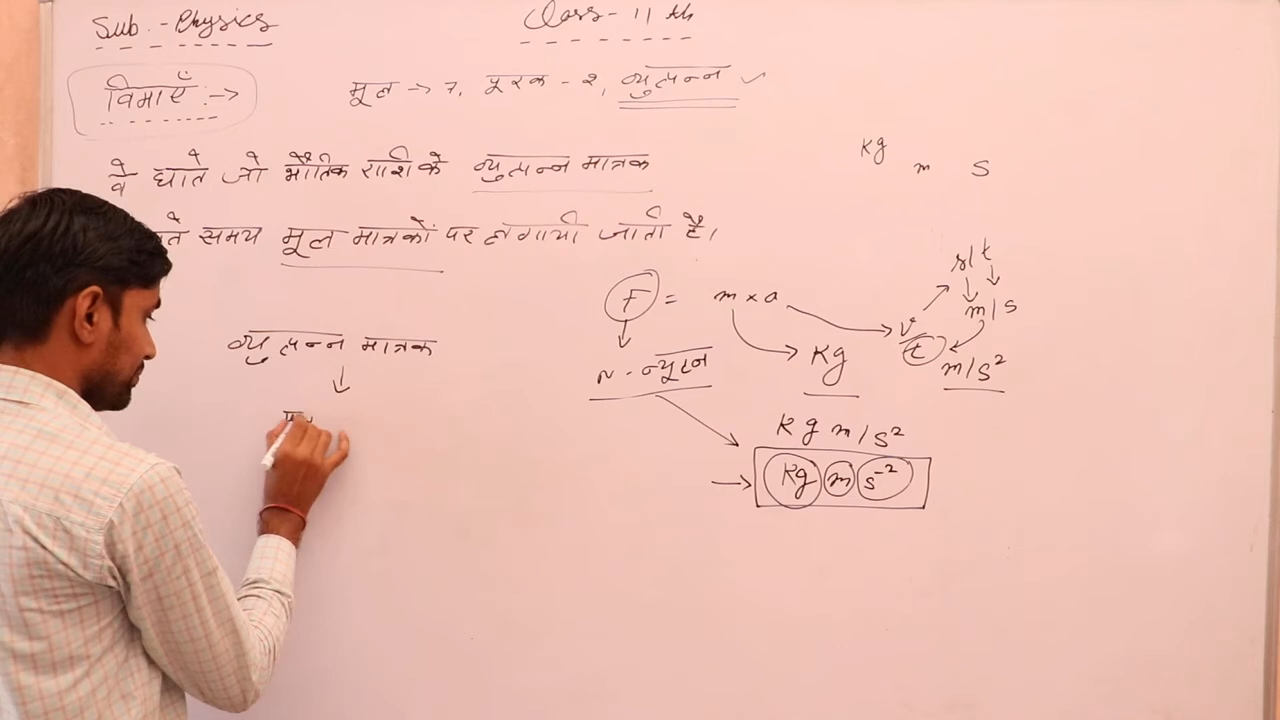 Sub. - Physics
Class - 11 th
विमाएँ :->
मूल -> 7, पूरक - 2, व्युत्पन्न ✓
वे घाते जो भौतिक राशि के व्युत्पन्न मात्रक
समय मूल मात्रकों पर लगायी जाती है।
Kg m S
s/t
m/s
F = m × a
v
t
Kg
m/s²
N - न्यूटन
Kg m/s²
Kg m s⁻²
व्युत्पन्न मात्रक